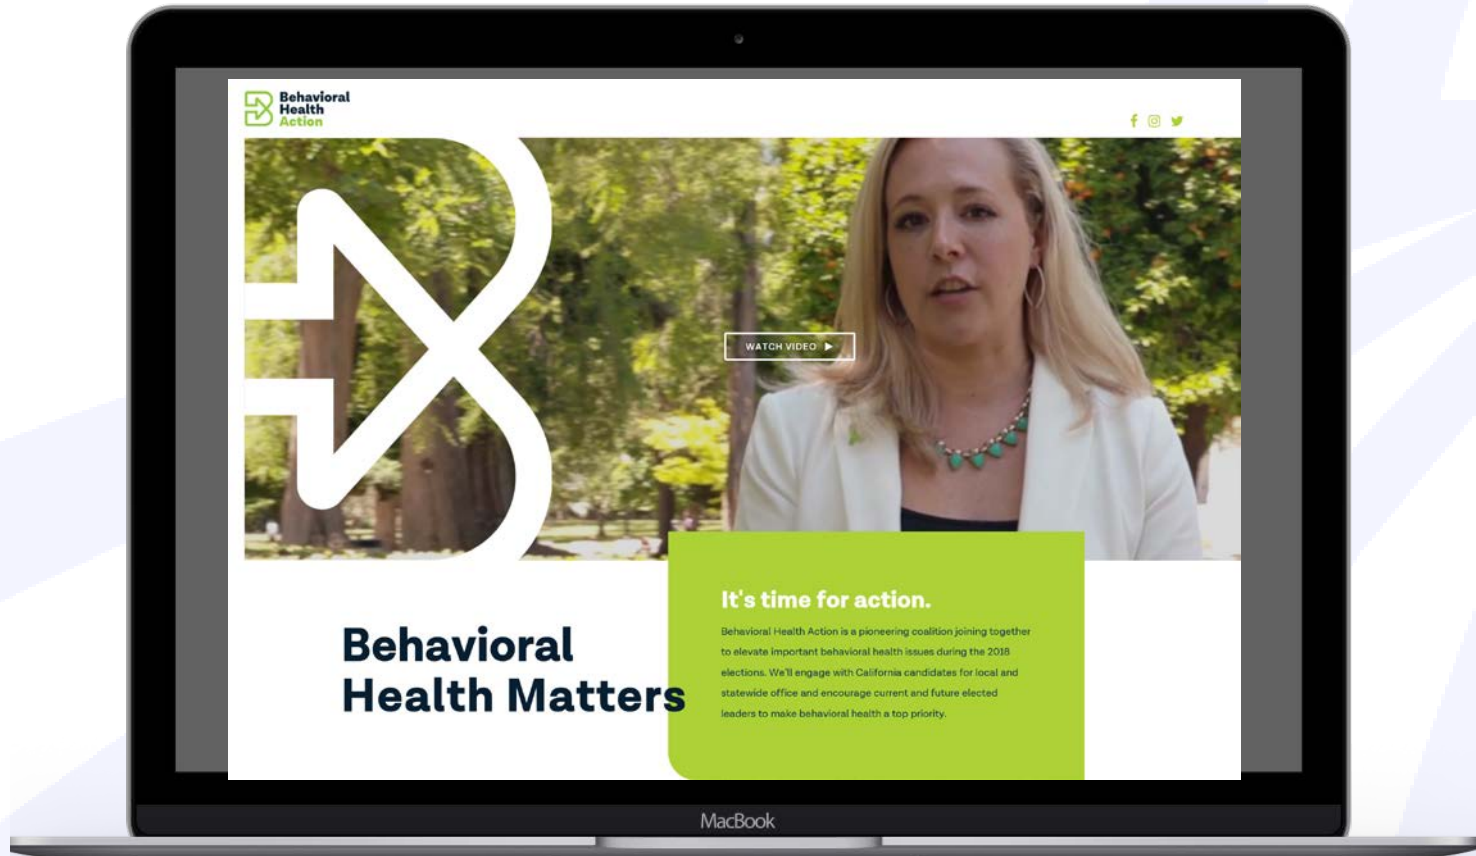 Behavioral
Health
Action
WATCH VIDEO
Behavioral
Health Matters
It's time for action.
Behavioral Health Action is a pioneering coalition joining together
to elevate important behavioral health issues during the 2018
elections. We'll engage with California candidates for local and
statewide office and encourage current and future elected
leaders to make behavioral health a top priority.
MacBook